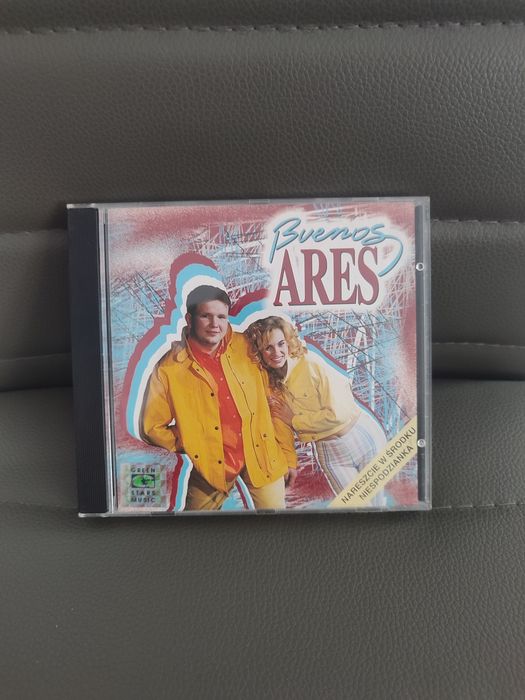 Buenos
ARES
NARESZCIE W ŚRODKU
NIESPODZIANKA
GREEN
STARS
MUSIC